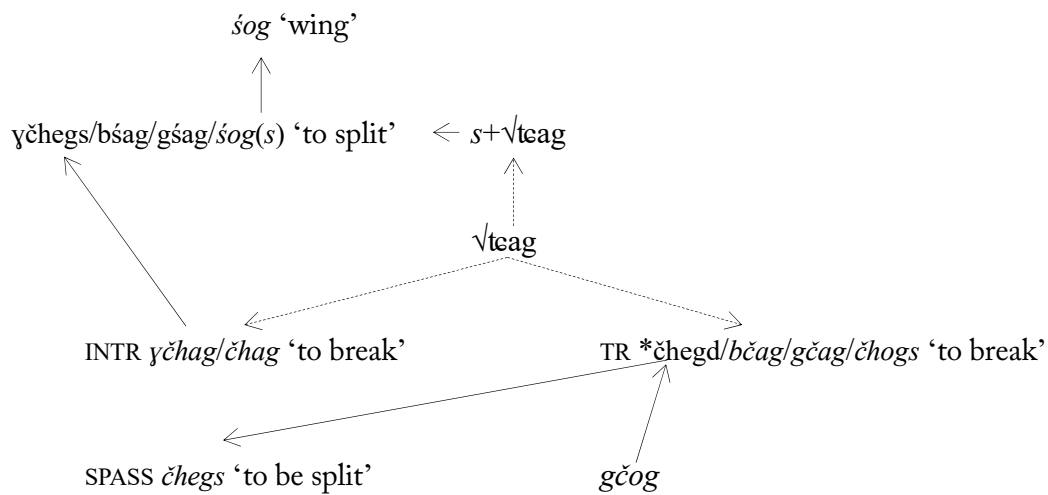 śog ‘wing’
ɣčhegs/bśag/gśag/śog(s) ‘to split’ s+√tɕag
√tɕag
INTR ɣčhag/čhag ‘to break’ TR *čhegd/bčag/gčag/čhogs ‘to break’
SPASS čhegs ‘to be split’ gčog